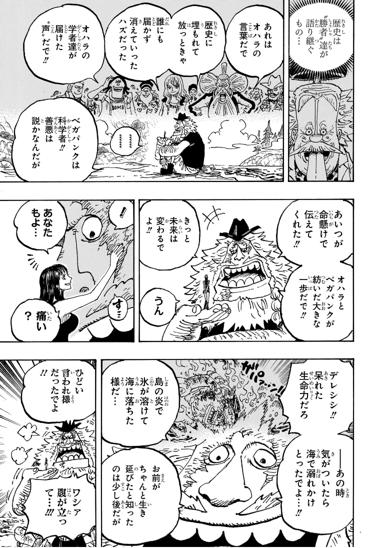 歴史は
“勝者”達が
語り継ぐ
もの…
あれは
オハラの
言葉で
歴史に
埋もれて
放っときゃ
誰にも
届かず
消えていった
ハズだった
オハラの
学者達が
届けた
“声”だで!!
………
………
ベガパンクは
科学者!!
善悪は
説かなんだが
あいつが
命懸けで
伝えて
くれた!!
オハラと
ベガパンクが
紡いだ大きな
一歩だで!!
きっと
未来は
変わるで
よ!!
うん
あなた
もよ…
す…
痛い
?
デレシシ!!
呆れた
生命力だろ
――あの時
気がついたら
海で溺れかけ
とったでよ…!
島の炎で
氷が溶けて
海に落ちた
様だ…
お前が
ちゃんと生き
延びたと知った
のは少し後だが
ひどい
言われ様
だったでよ
ワシァ
腹が立っ
て…!!!